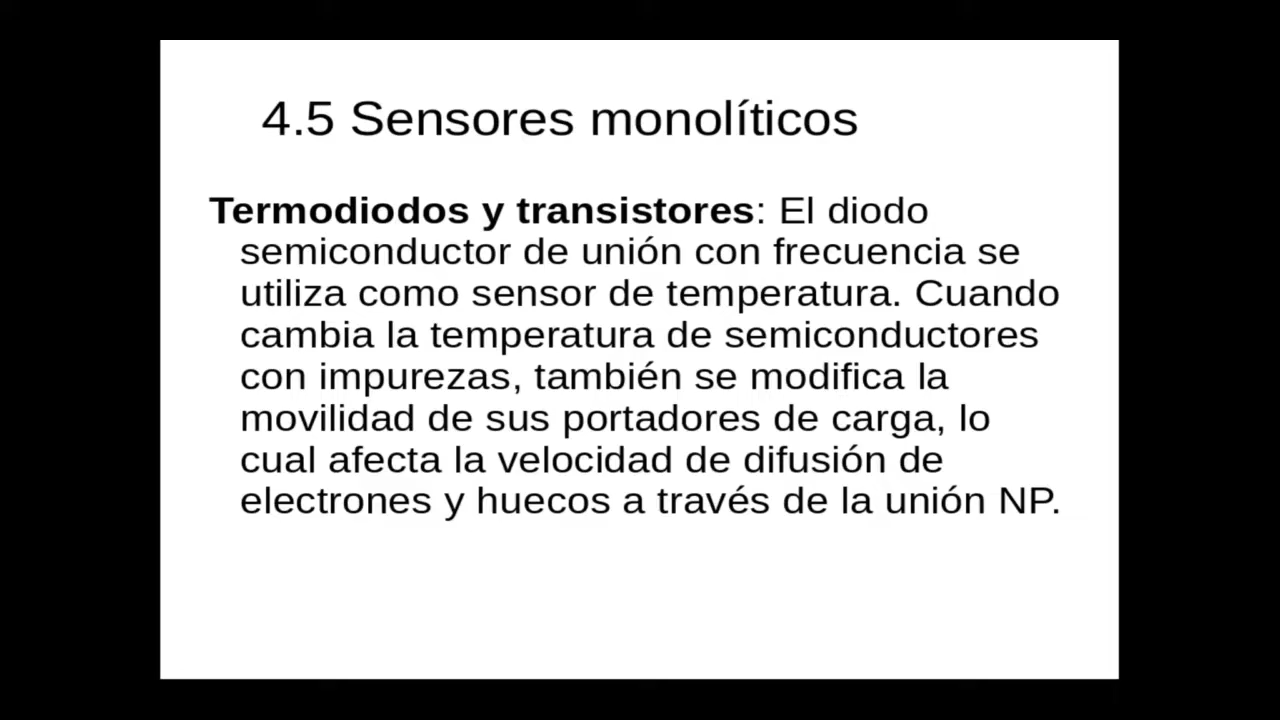 4.5 Sensores monolíticos
Termodiodos y transistores: El diodo
semiconductor de unión con frecuencia se
utiliza como sensor de temperatura. Cuando
cambia la temperatura de semiconductores
con impurezas, también se modifica la
movilidad de sus portadores de carga, lo
cual afecta la velocidad de difusión de
electrones y huecos a través de la unión NP.